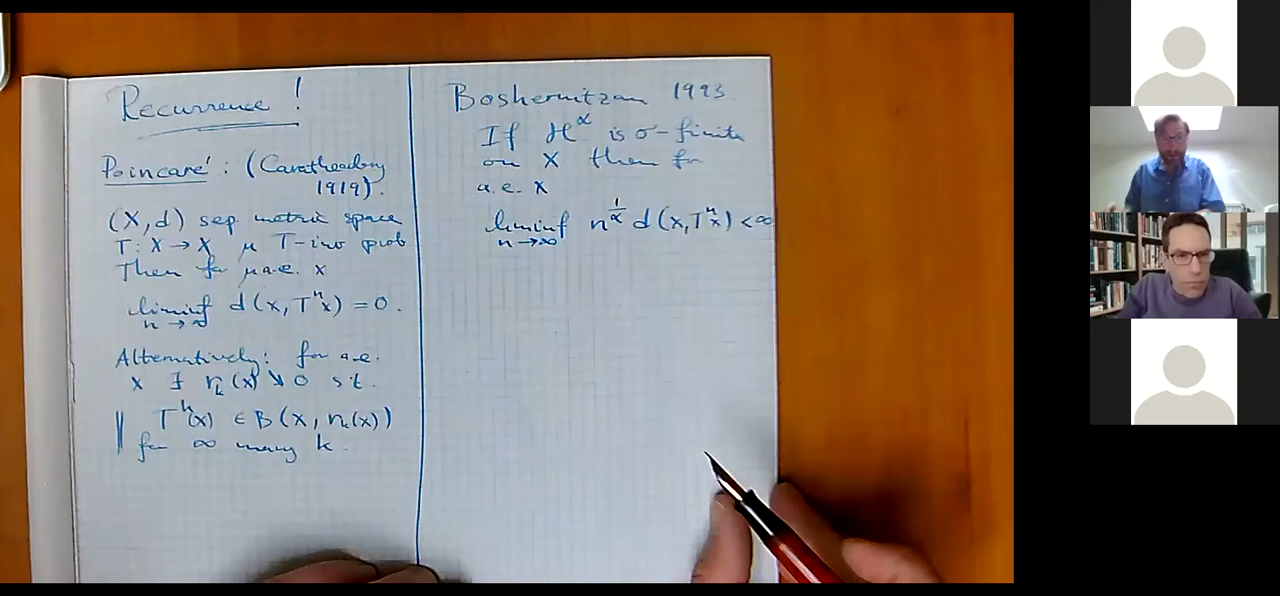 Recurrence !
Poincaré : (Caratheodory
1919).
(X, d) sep. metric space
T : X → X μ T-inv prob
Then for μ a.e. x
liminf d(x, Tⁿx) = 0.
n → ∞
Alternatively: for a.e.
x ∃ r_k(x) ↘ 0 s.t.
T^k(x) ∈ B(x, r_k(x))
for ∞ many k.
Boshernitzan 1993.
If ℋ^α is σ-finite
on X then for
a.e. x
liminf n^{1/α} d(x, Tⁿx) < ∞
n → ∞